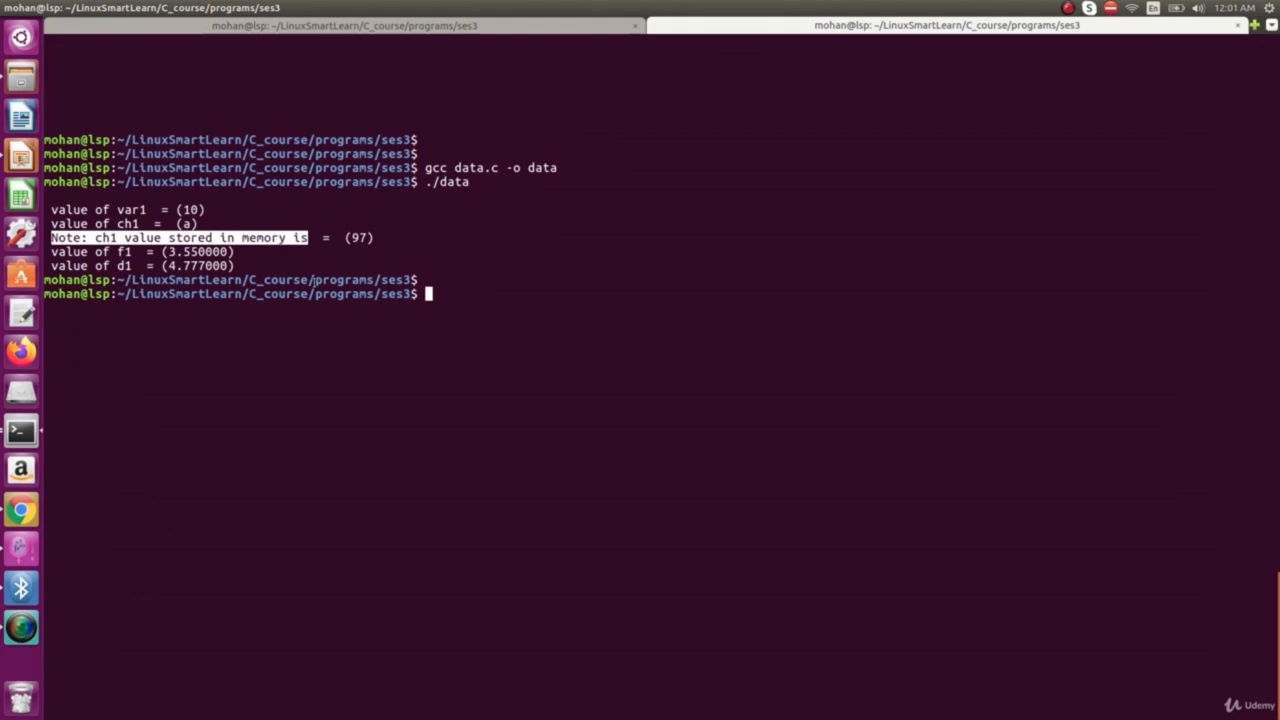 mohan@lsp: ~/LinuxSmartLearn/C_course/programs/ses3
S
En
12:01 AM
mohan@lsp: ~/LinuxSmartLearn/C_course/programs/ses3 ×
mohan@lsp: ~/LinuxSmartLearn/C_course/programs/ses3 ×
mohan@lsp:~/LinuxSmartLearn/C_course/programs/ses3$
mohan@lsp:~/LinuxSmartLearn/C_course/programs/ses3$
mohan@lsp:~/LinuxSmartLearn/C_course/programs/ses3$ gcc data.c -o data
mohan@lsp:~/LinuxSmartLearn/C_course/programs/ses3$ ./data
value of var1  = (10)
value of ch1  =  (a)
Note: ch1 value stored in memory is  =  (97)
value of f1  = (3.550000)
value of d1  = (4.777000)
mohan@lsp:~/LinuxSmartLearn/C_course/programs/ses3$
mohan@lsp:~/LinuxSmartLearn/C_course/programs/ses3$
Udemy